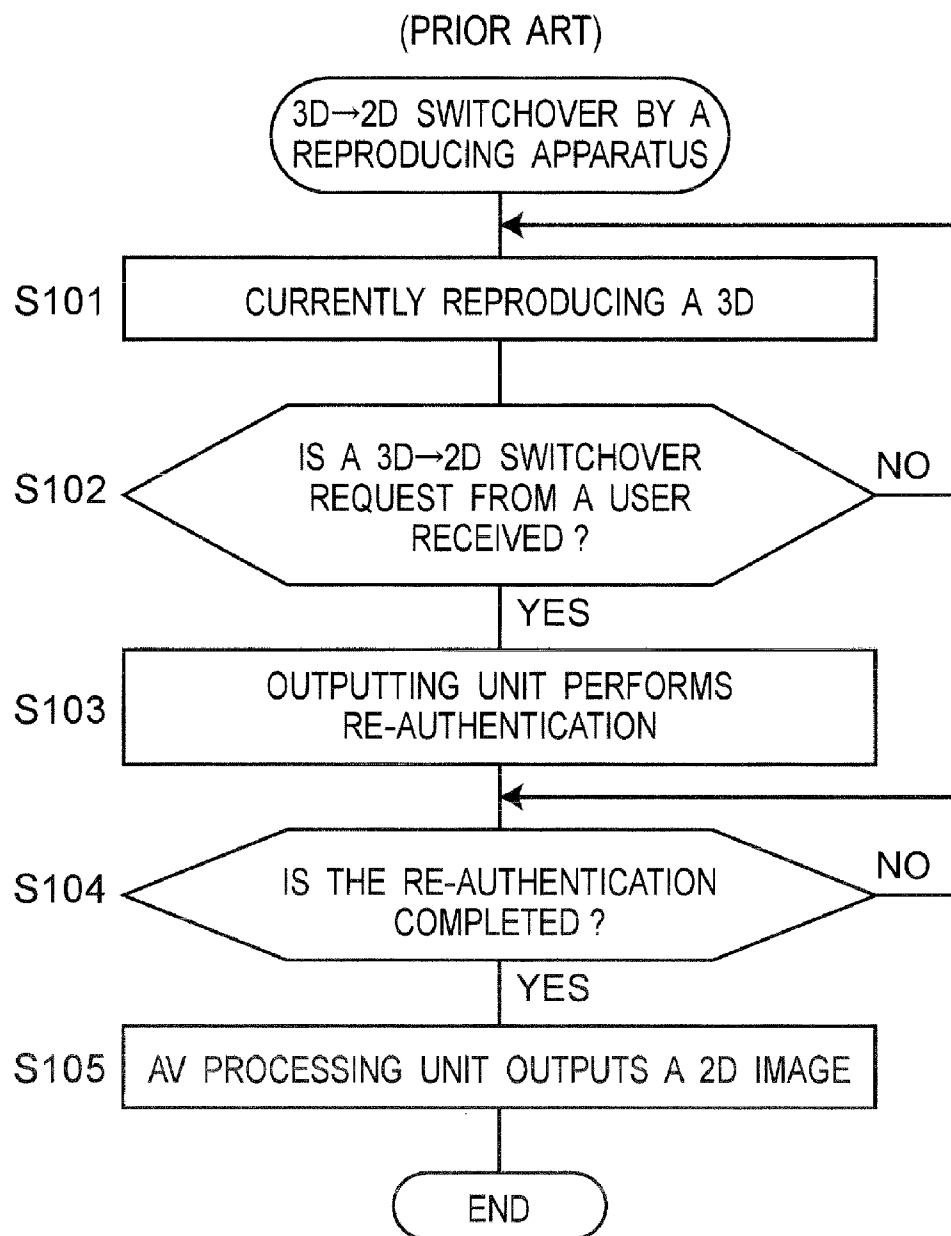 (PRIOR ART)
3D→2D SWITCHOVER BY A
REPRODUCING APPARATUS
S101
CURRENTLY REPRODUCING A 3D
S102
IS A 3D→2D SWITCHOVER
REQUEST FROM A USER
RECEIVED ?
NO
YES
S103
OUTPUTTING UNIT PERFORMS
RE-AUTHENTICATION
S104
IS THE RE-AUTHENTICATION
COMPLETED ?
NO
YES
S105
AV PROCESSING UNIT OUTPUTS A 2D IMAGE
END